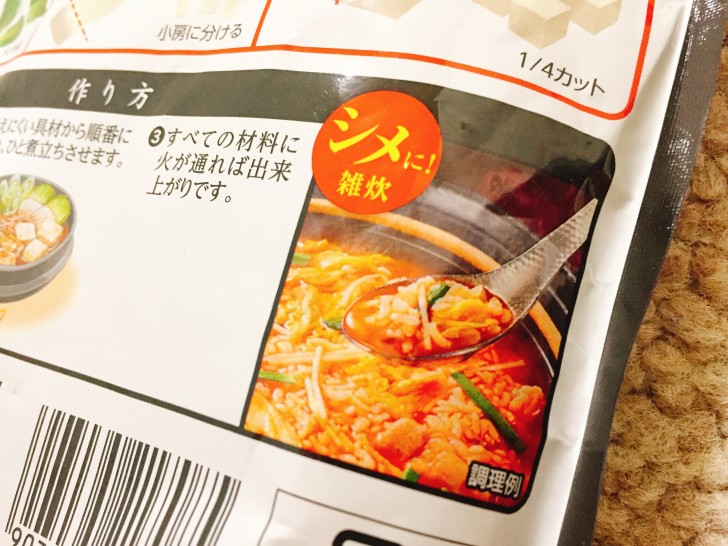 小房に分ける
1/4カット
作り方
えにくい具材から順番に
、ひと煮立ちさせます。
❸すべての材料に
火が通れば出来
上がりです。
シメに!
雑炊
調理例